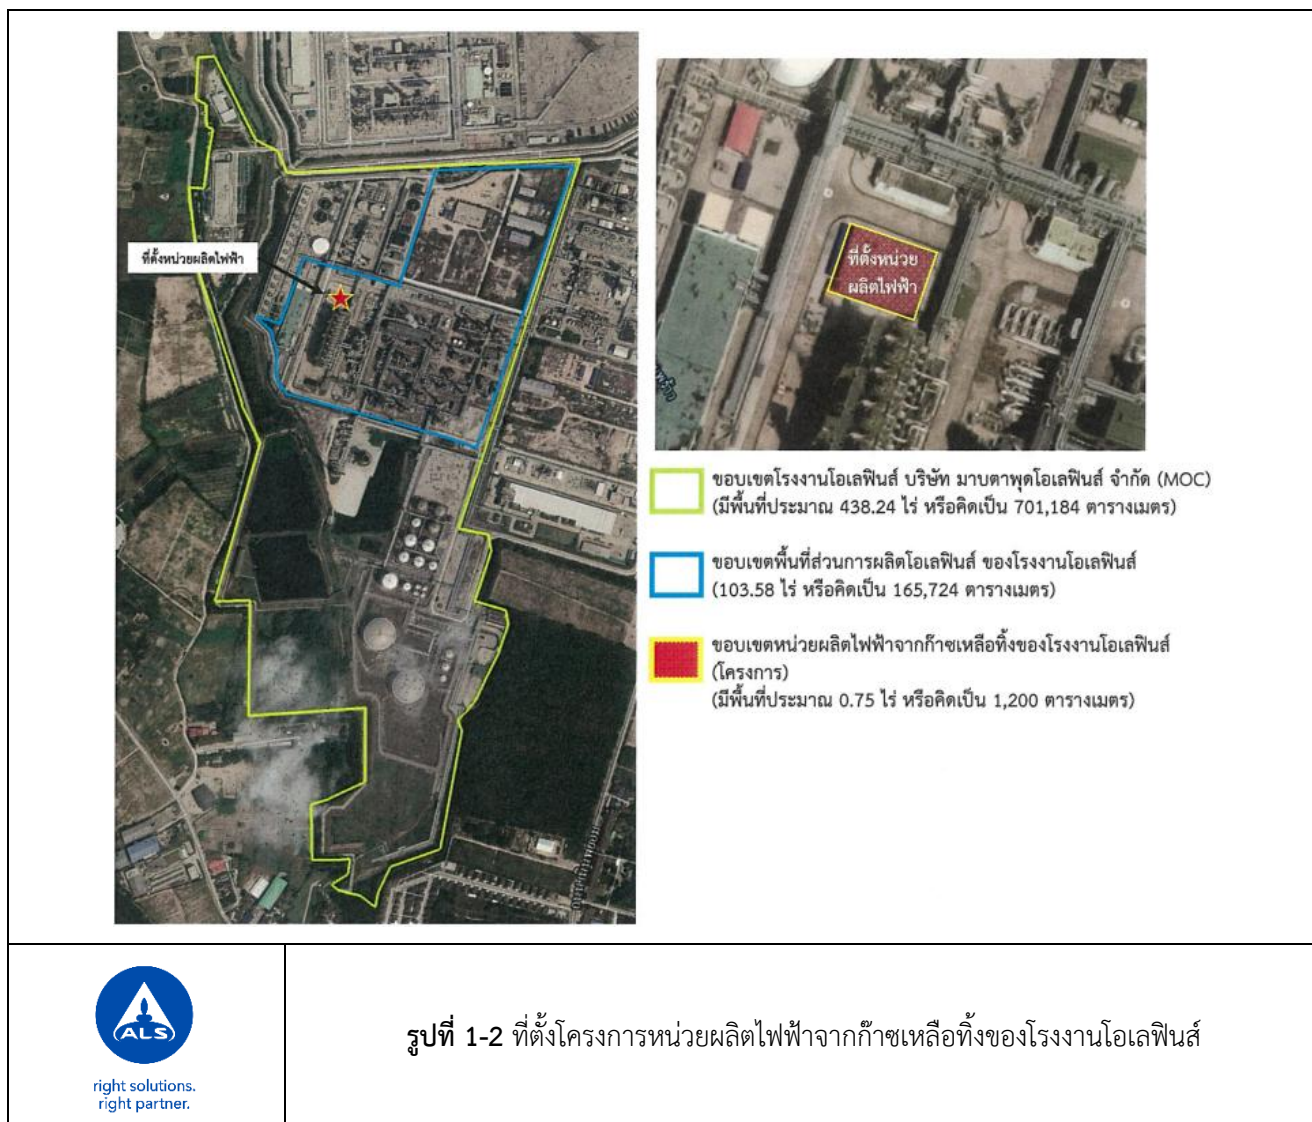 ที่ตั้งหน่วยผลิตไฟฟ้า
ที่ตั้งหน่วย
ผลิตไฟฟ้า
ขอบเขตโรงงานโอเลฟินส์ บริษัท มาบตาพุดโอเลฟินส์ จำกัด (MOC)
(มีพื้นที่ประมาณ 438.24 ไร่ หรือคิดเป็น 701,184 ตารางเมตร)
ขอบเขตพื้นที่ส่วนการผลิตโอเลฟินส์ ของโรงงานโอเลฟินส์
(103.58 ไร่ หรือคิดเป็น 165,724 ตารางเมตร)
ขอบเขตหน่วยผลิตไฟฟ้าจากก๊าซเหลือทิ้งของโรงงานโอเลฟินส์
(โครงการ)
(มีพื้นที่ประมาณ 0.75 ไร่ หรือคิดเป็น 1,200 ตารางเมตร)
ALS
right solutions.
right partner.
รูปที่ 1-2 ที่ตั้งโครงการหน่วยผลิตไฟฟ้าจากก๊าซเหลือทิ้งของโรงงานโอเลฟินส์